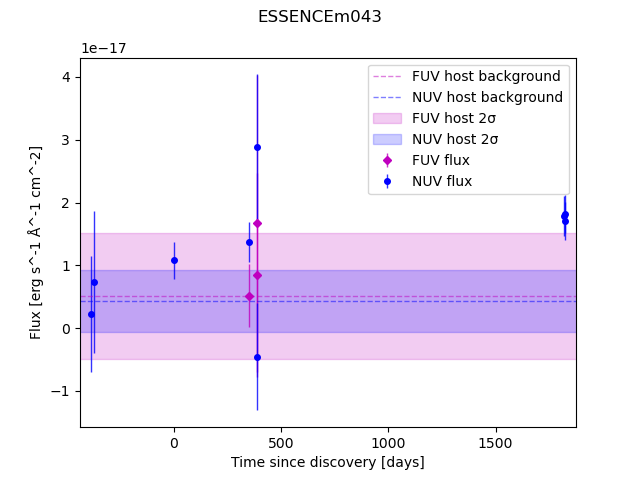 ESSENCEm043
1e−17
FUV host background
NUV host background
FUV host 2σ
NUV host 2σ
FUV flux
NUV flux
4
3
2
1
0
−1
Flux [erg s^-1 Å^-1 cm^-2]
0 500 1000 1500
Time since discovery [days]